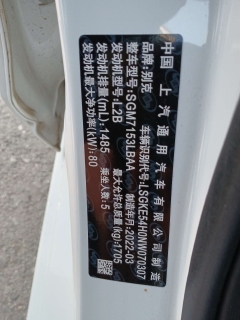 中国 上汽通用汽车有限公司制造
品牌:别克 车辆识别代号:LSGKE54H0NW070307
整车型号:SGM7153LBAA 制造年月:2022-03
发动机型号:L2B 最大允许总质量(kg):1705
发动机排量(mL):1485 乘坐人数:5
发动机最大净功率(kW):80